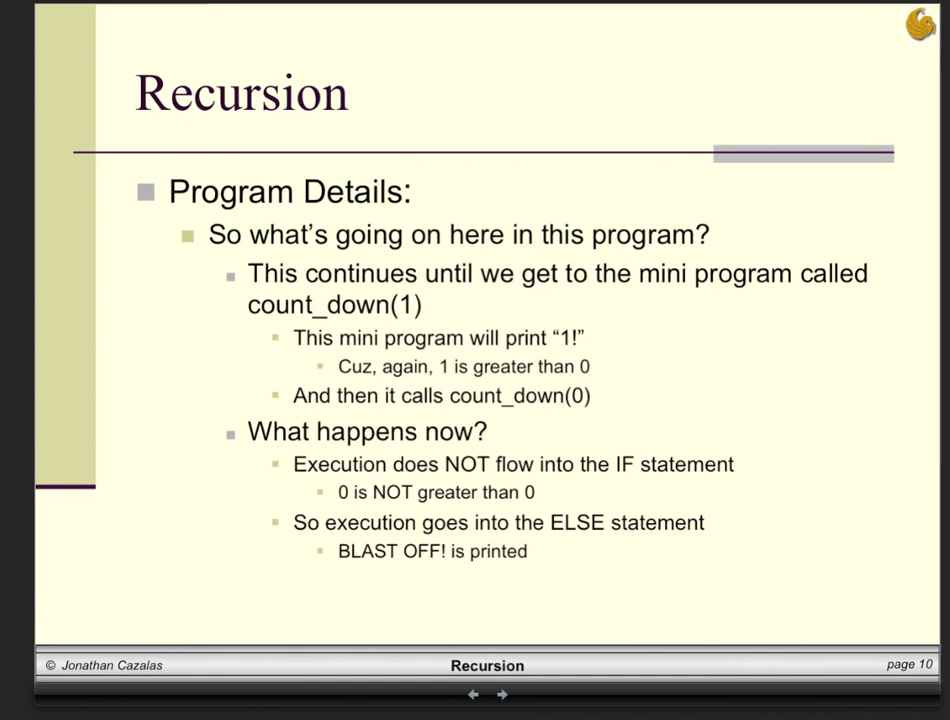 Recursion
Program Details:
So what's going on here in this program?
This continues until we get to the mini program called
count_down(1)
This mini program will print “1!”
Cuz, again, 1 is greater than 0
And then it calls count_down(0)
What happens now?
Execution does NOT flow into the IF statement
0 is NOT greater than 0
So execution goes into the ELSE statement
BLAST OFF! is printed
© Jonathan Cazalas
Recursion
page 10